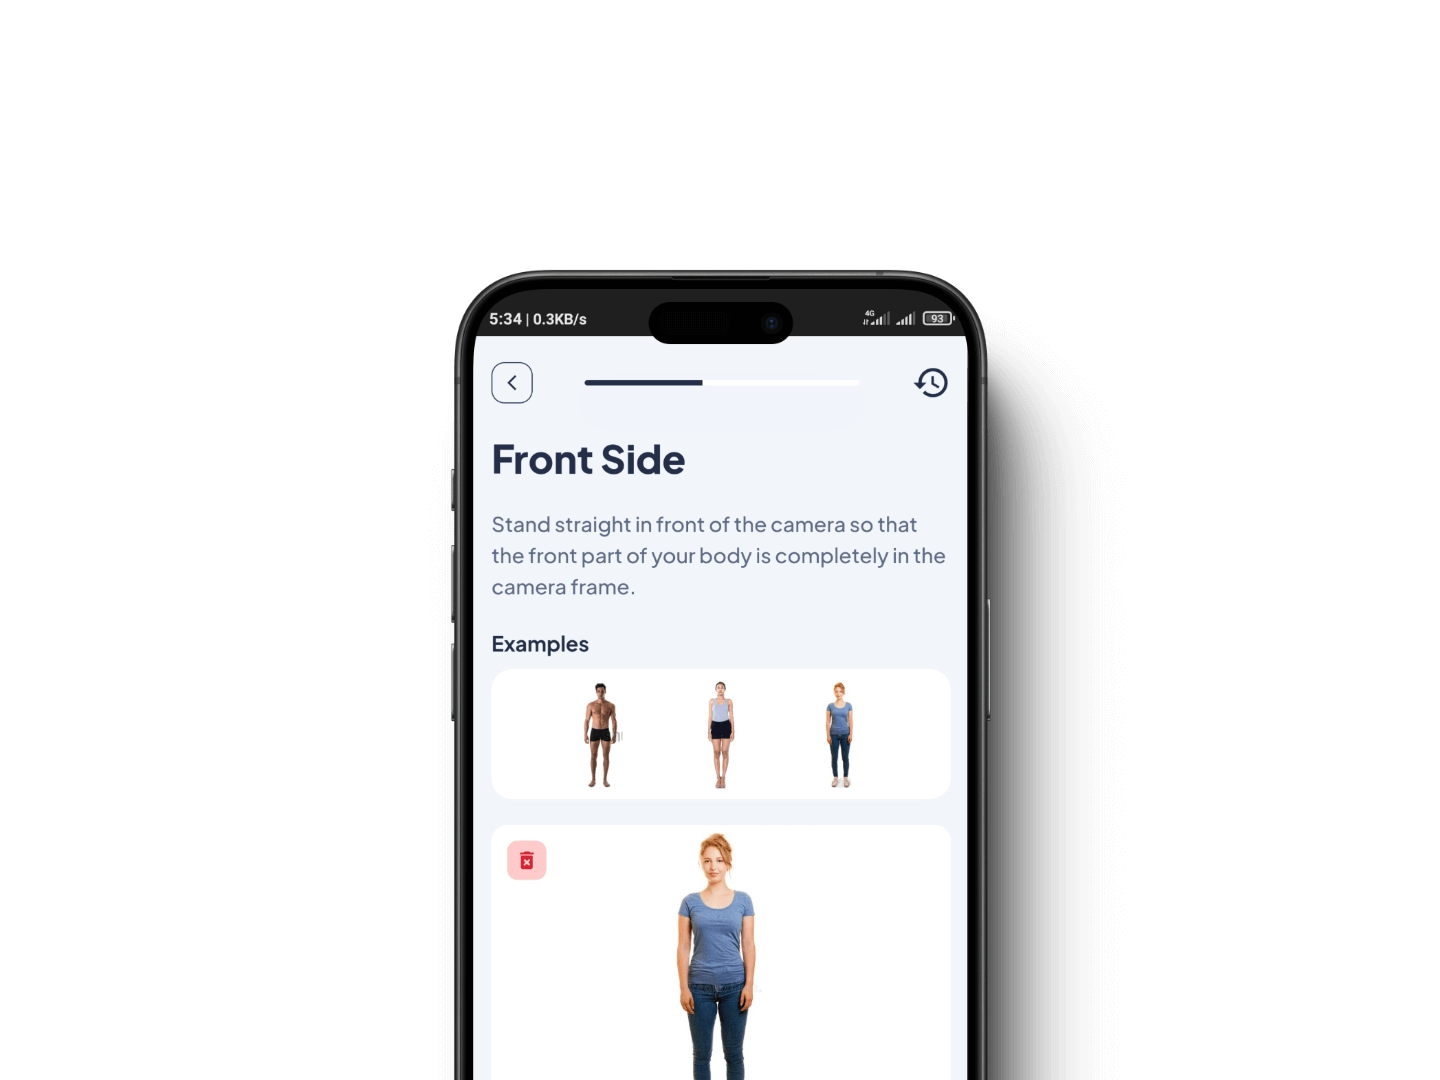 5:34 | 0.3KB/s
4G
93
Front Side
Stand straight in front of the camera so that
the front part of your body is completely in the
camera frame.
Examples